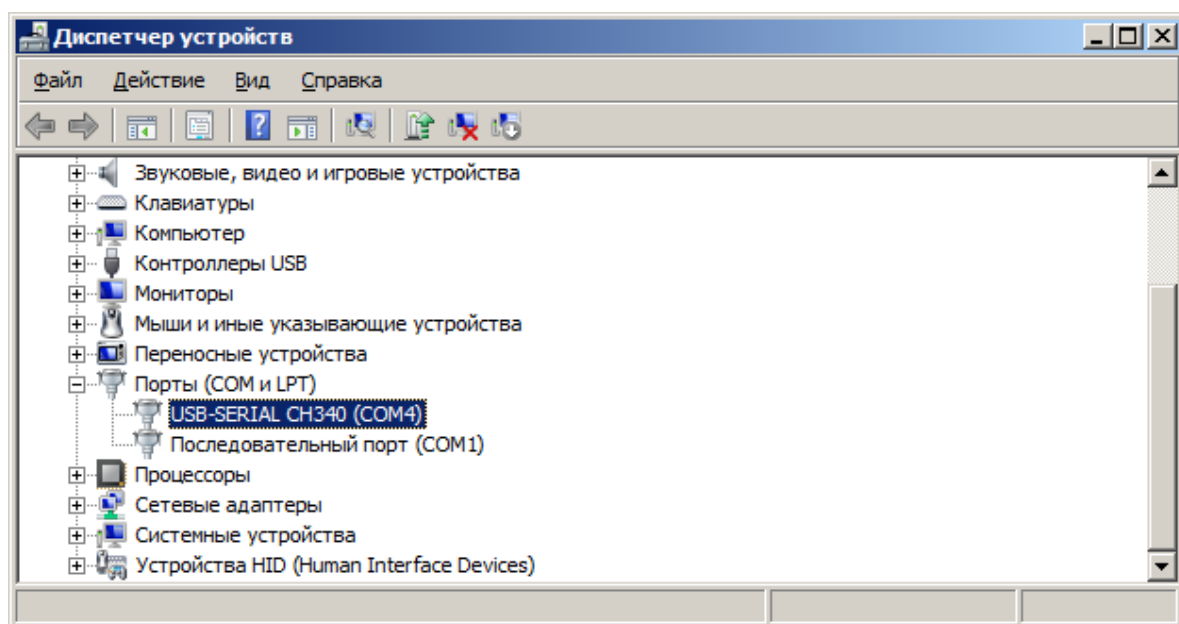 Диспетчер устройств
Файл Действие Вид Справка
Звуковые, видео и игровые устройства
Клавиатуры
Компьютер
Контроллеры USB
Мониторы
Мыши и иные указывающие устройства
Переносные устройства
Порты (COM и LPT)
USB-SERIAL CH340 (COM4)
Последовательный порт (COM1)
Процессоры
Сетевые адаптеры
Системные устройства
Устройства HID (Human Interface Devices)